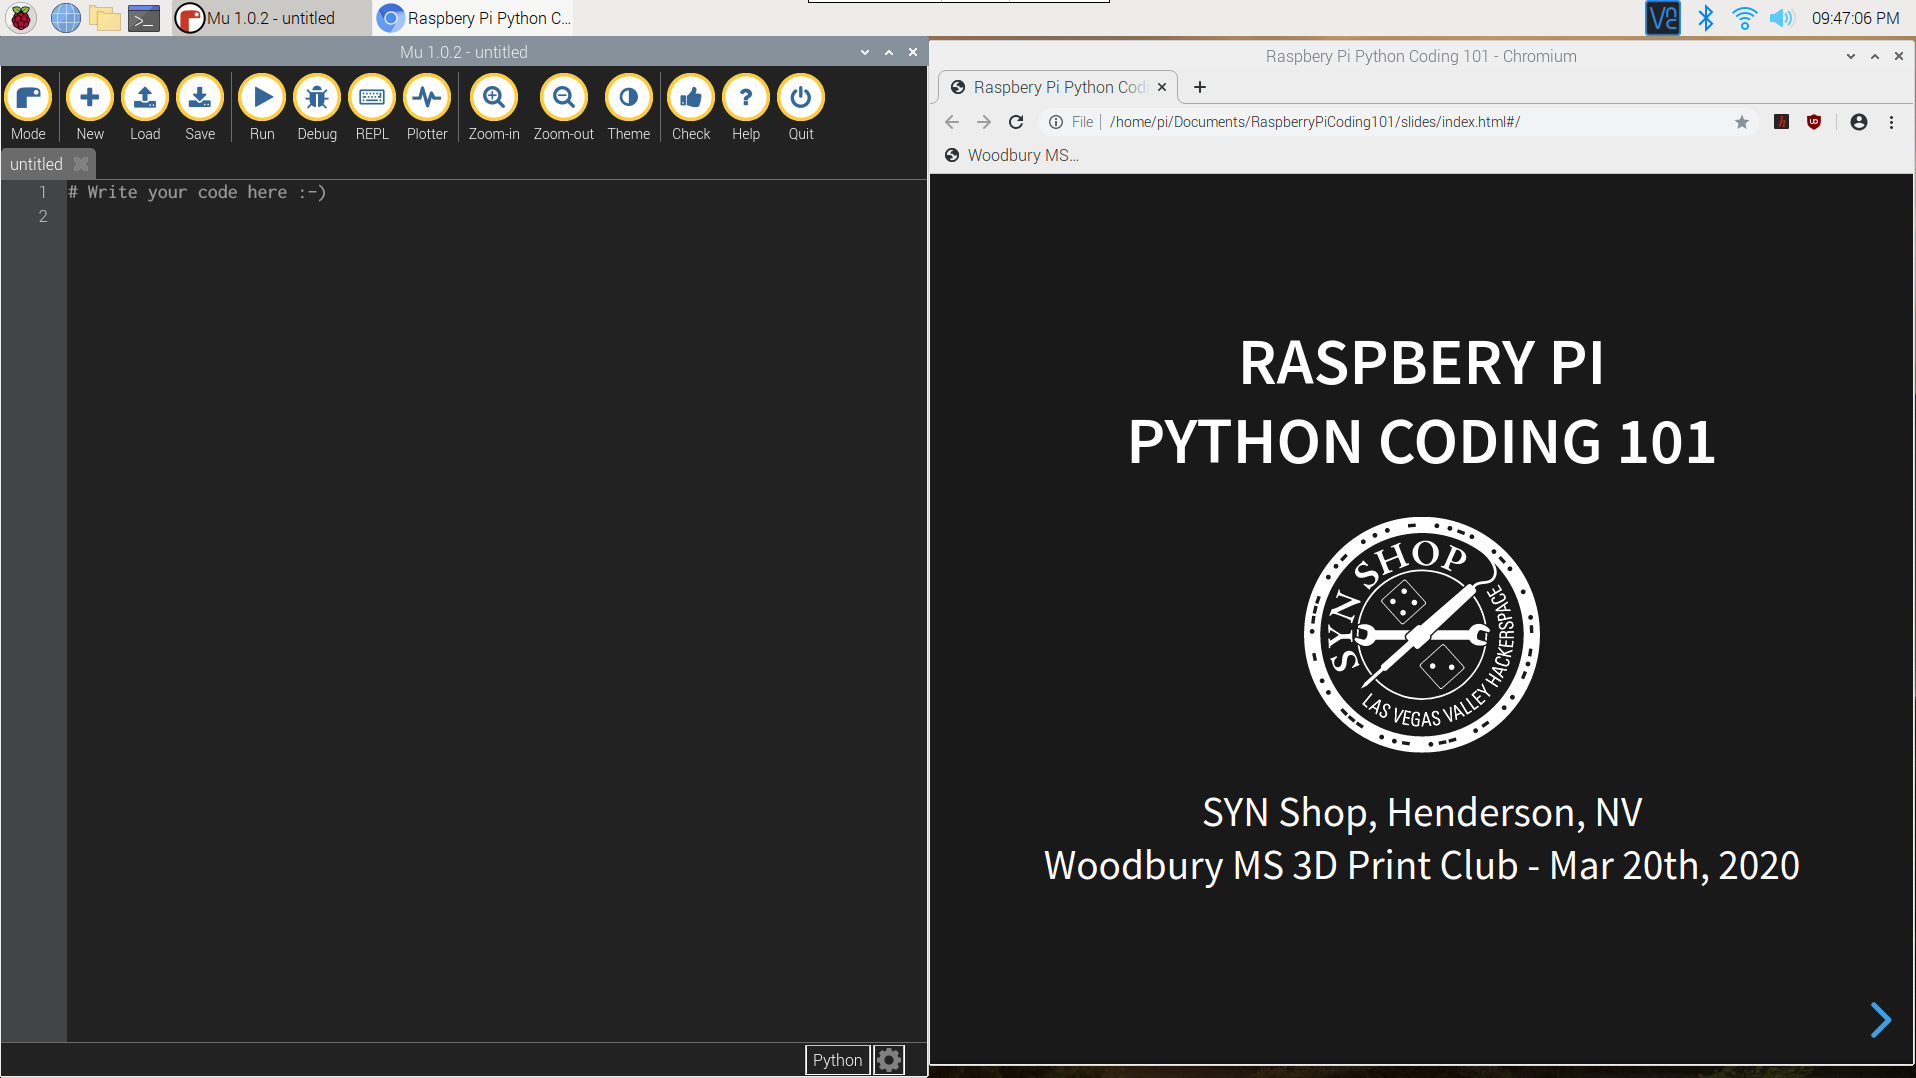 Mu 1.0.2 - untitled
Raspbery Pi Python C...
VNC
09:47:06 PM
Mu 1.0.2 - untitled
Mode
New
Load
Save
Run
Debug
REPL
Plotter
Zoom-in
Zoom-out
Theme
Check
Help
Quit
untitled
1 # Write your code here :-)
2
Python
Raspbery Pi Python Coding 101 - Chromium
Raspbery Pi Python Cod
File /home/pi/Documents/RaspberryPiCoding101/slides/index.html#/
Woodbury MS...
RASPBERY PI
PYTHON CODING 101
SYN SHOP
LAS VEGAS VALLEY HACKERSPACE
SYN Shop, Henderson, NV
Woodbury MS 3D Print Club - Mar 20th, 2020